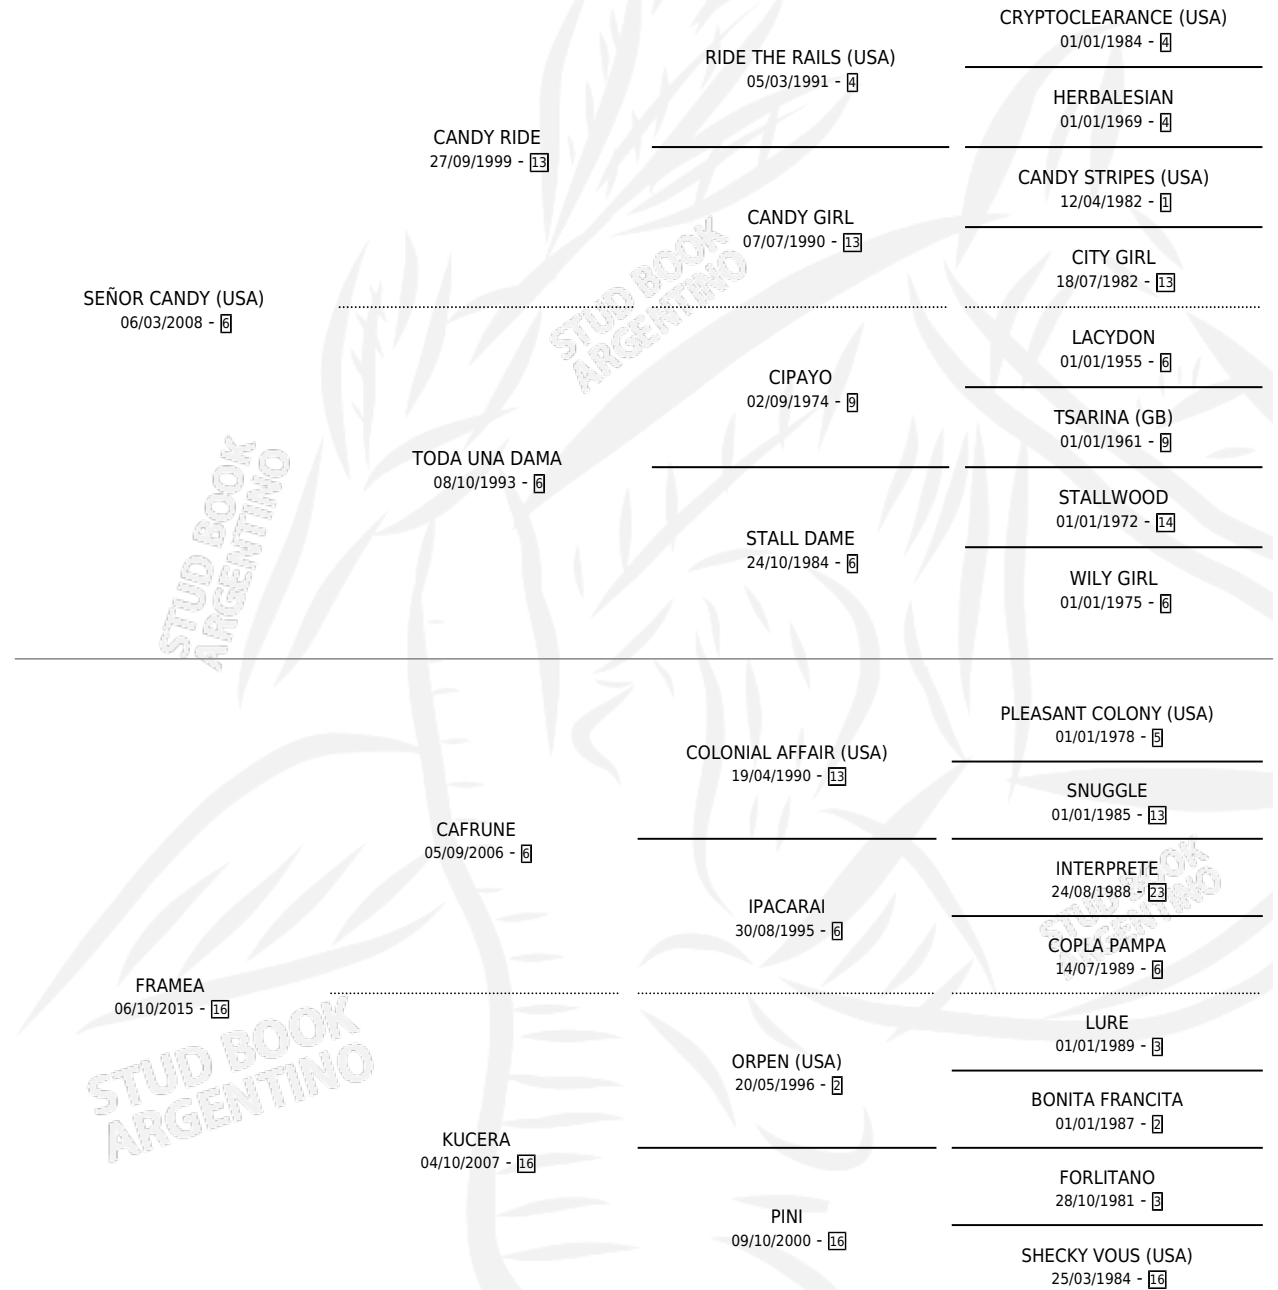 CRYPTOCLEARANCE (USA)
01/01/1984 - 4
RIDE THE RAILS (USA)
05/03/1991 - 4
HERBALESIAN
01/01/1969 - 4
CANDY RIDE
27/09/1999 - 13
CANDY STRIPES (USA)
12/04/1982 - 1
CANDY GIRL
07/07/1990 - 13
CITY GIRL
18/07/1982 - 13
SEÑOR CANDY (USA)
06/03/2008 - 6
LACYDON
01/01/1955 - 6
CIPAYO
02/09/1974 - 9
TSARINA (GB)
01/01/1961 - 9
TODA UNA DAMA
08/10/1993 - 6
STALLWOOD
01/01/1972 - 14
STALL DAME
24/10/1984 - 6
WILY GIRL
01/01/1975 - 6
STUD BOOK
ARGENTINO
STUD BOOK
ARGENTINO
PLEASANT COLONY (USA)
01/01/1978 - 5
COLONIAL AFFAIR (USA)
19/04/1990 - 13
SNUGGLE
01/01/1985 - 13
CAFRUNE
05/09/2006 - 6
INTERPRETE
24/08/1988 - 23
IPACARAI
30/08/1995 - 6
COPLA PAMPA
14/07/1989 - 6
FRAMEA
06/10/2015 - 16
LURE
01/01/1989 - 3
ORPEN (USA)
20/05/1996 - 2
BONITA FRANCITA
01/01/1987 - 2
KUCERA
04/10/2007 - 16
FORLITANO
28/10/1981 - 3
PINI
09/10/2000 - 16
SHECKY VOUS (USA)
25/03/1984 - 16
STUD BOOK
ARGENTINO
STUD BOOK
ARGENTINO